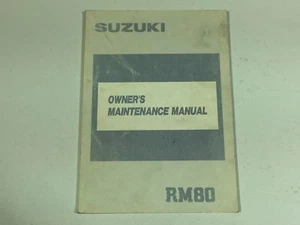 SUZUKI
OWNER'S
MAINTENANCE MANUAL
RM80